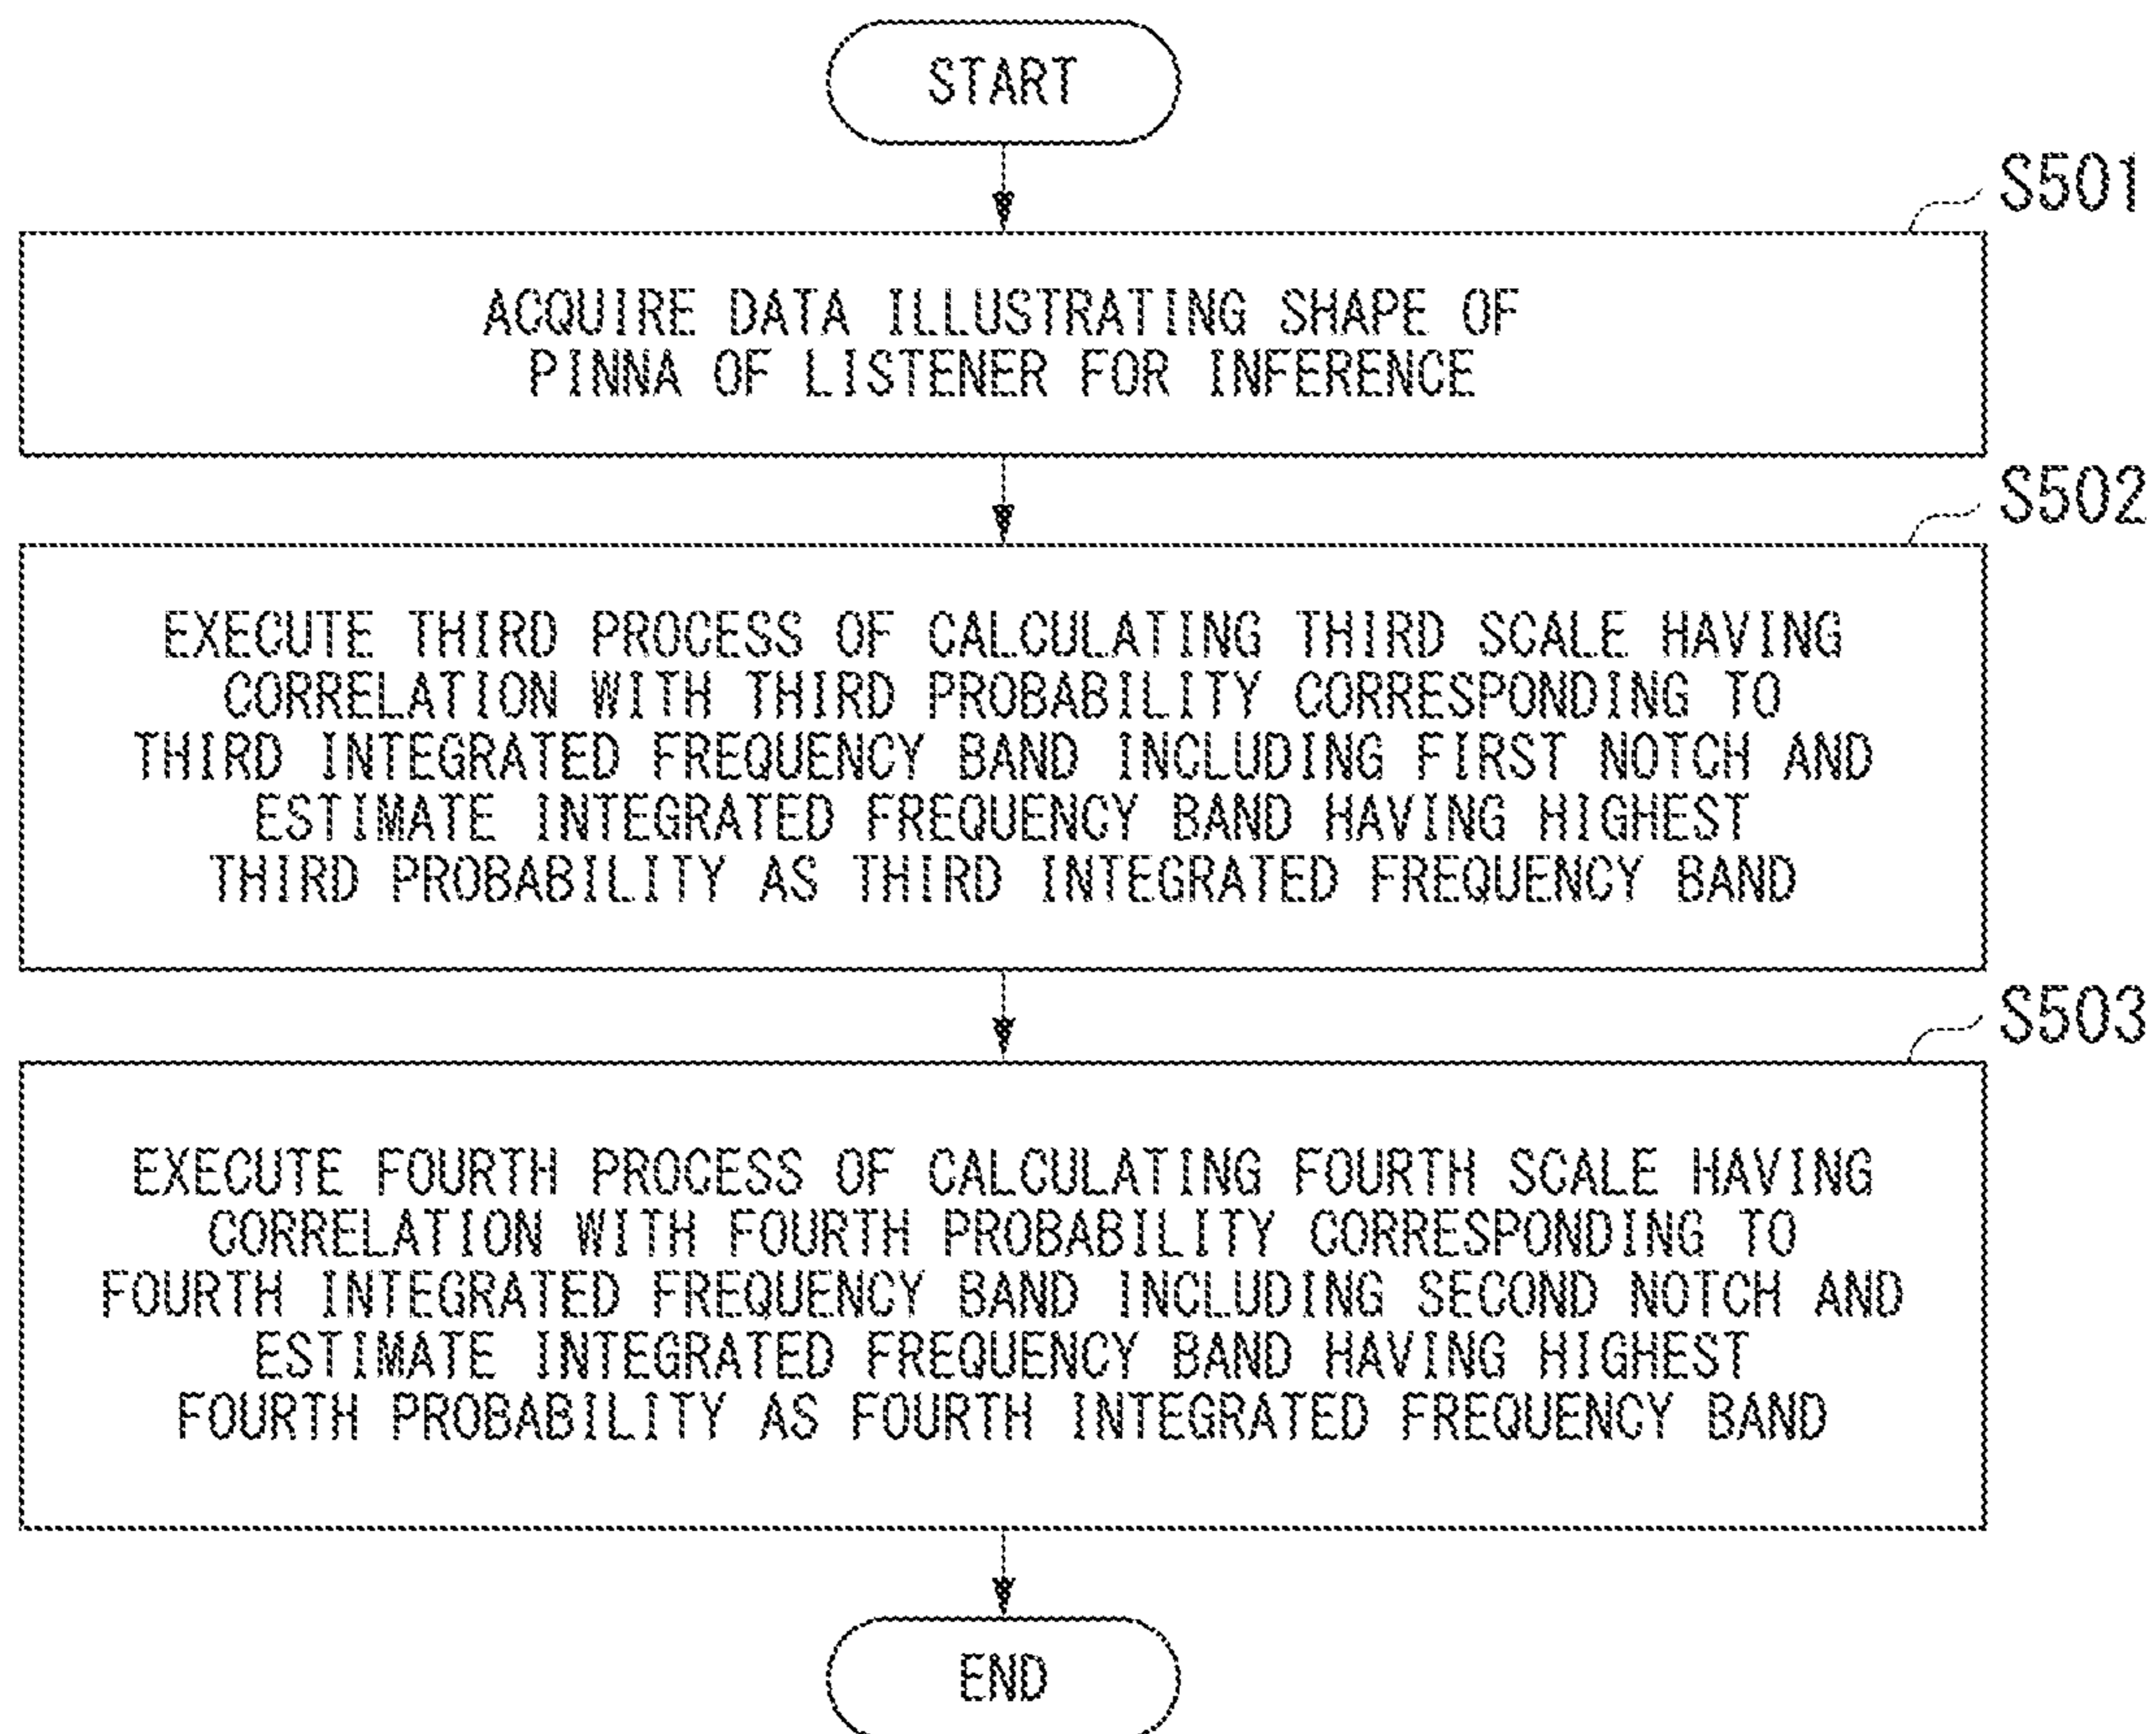 START
S501
ACQUIRE DATA ILLUSTRATING SHAPE OF
PINNA OF LISTENER FOR INFERENCE
S502
EXECUTE THIRD PROCESS OF CALCULATING THIRD SCALE HAVING
CORRELATION WITH THIRD PROBABILITY CORRESPONDING TO
THIRD INTEGRATED FREQUENCY BAND INCLUDING FIRST NOTCH AND
ESTIMATE INTEGRATED FREQUENCY BAND HAVING HIGHEST
THIRD PROBABILITY AS THIRD INTEGRATED FREQUENCY BAND
S503
EXECUTE FOURTH PROCESS OF CALCULATING FOURTH SCALE HAVING
CORRELATION WITH FOURTH PROBABILITY CORRESPONDING TO
FOURTH INTEGRATED FREQUENCY BAND INCLUDING SECOND NOTCH AND
ESTIMATE INTEGRATED FREQUENCY BAND HAVING HIGHEST
FOURTH PROBABILITY AS FOURTH INTEGRATED FREQUENCY BAND
END